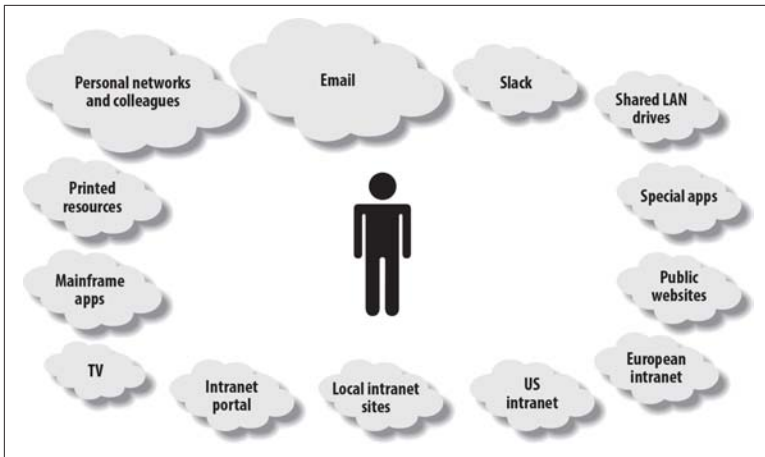 Personal networks
and colleagues
Email
Slack
Shared LAN
drives
Printed
resources
Special apps
Mainframe
apps
Public
websites
TV
Intranet
portal
Local intranet
sites
US
intranet
European
intranet